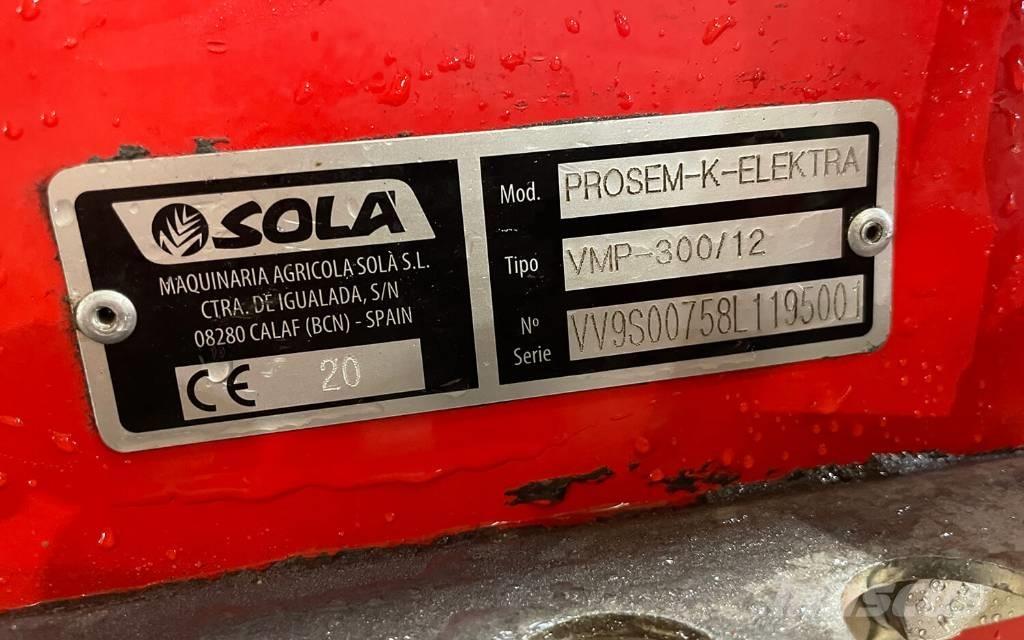 SOLÀ
MAQUINARIA AGRICOLA SOLÀ S.L.
CTRA. DE IGUALADA, S/N
08280 CALAF (BCN) - SPAIN
CE 20
Mod. PROSEM-K-ELEKTRA
Tipo VMP-300/12
Nº
Serie VV9S00758L1195001